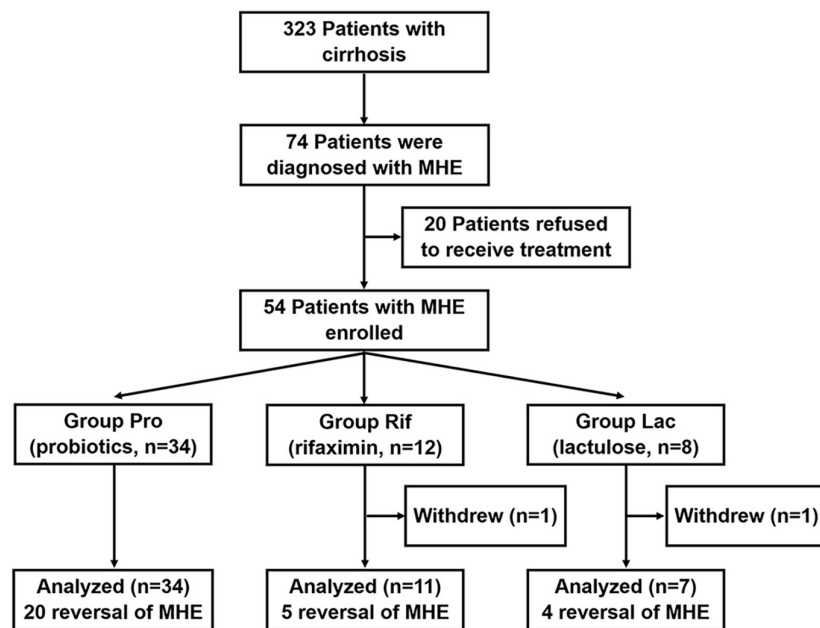 323 Patients with
cirrhosis
74 Patients were
diagnosed with MHE
20 Patients refused
to receive treatment
54 Patients with MHE
enrolled
Group Pro
(probiotics, n=34)
Group Rif
(rifaximin, n=12)
Group Lac
(lactulose, n=8)
Withdrew (n=1)
Withdrew (n=1)
Analyzed (n=34)
20 reversal of MHE
Analyzed (n=11)
5 reversal of MHE
Analyzed (n=7)
4 reversal of MHE